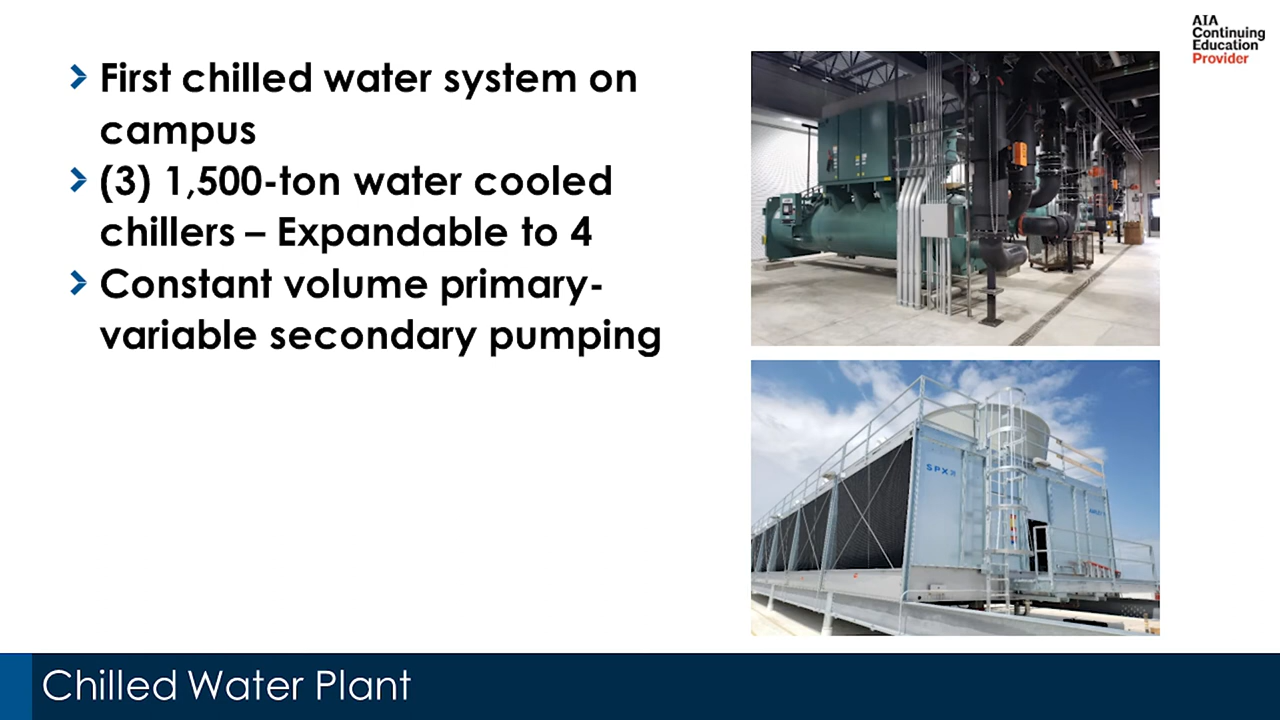 AIA
Continuing
Education
Provider
First chilled water system on
campus
(3) 1,500-ton water cooled
chillers – Expandable to 4
Constant volume primary-
variable secondary pumping
SPX
Chilled Water Plant